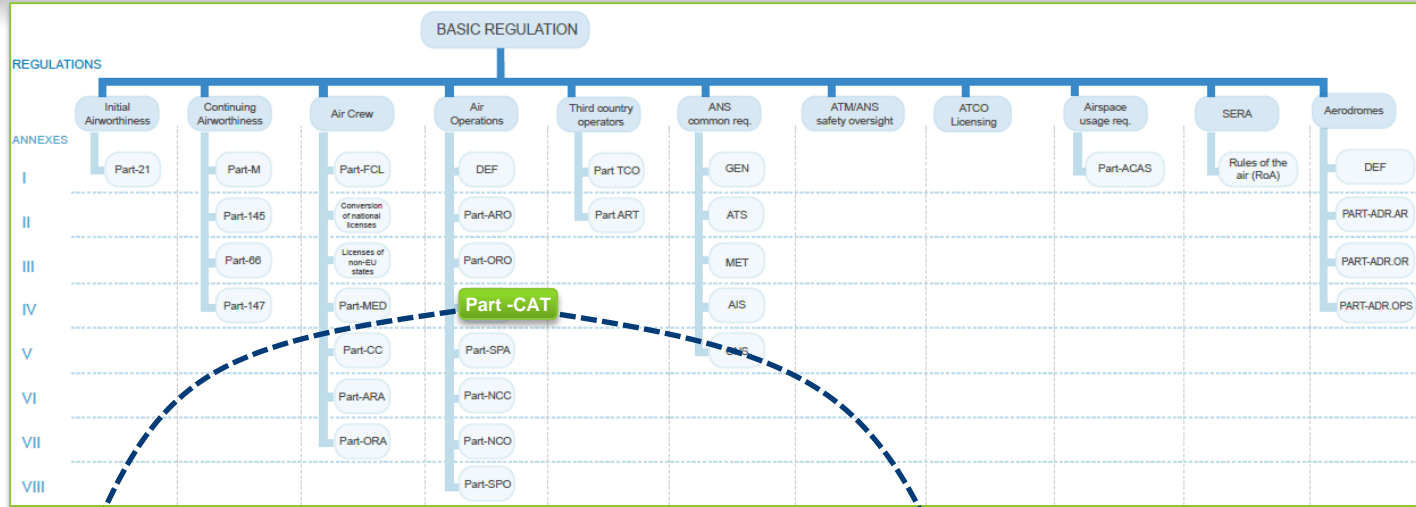 BASIC REGULATION
REGULATIONS
Initial
Airworthiness
Continuing
Airworthiness
Air Crew
Air
Operations
Third country
operators
ANS
common req.
ATM/ANS
safety oversight
ATCO
Licensing
Airspace
usage req.
SERA
Aerodromes
ANNEXES
I
Part-21
Part-M
Part-FCL
DEF
Part TCO
GEN
Part-ACAS
Rules of the
air (RoA)
DEF
II
Part-145
Conversion
of national
licenses
Part-ARO
Part ART
ATS
PART-ADR.AR
III
Part-66
Licenses of
non-EU
states
Part-ORO
MET
PART-ADR.OR
IV
Part-147
Part-MED
Part -CAT
AIS
PART-ADR.OPS
V
Part-CC
Part-SPA
VI
Part-ARA
Part-NCC
VII
Part-ORA
Part-NCO
VIII
Part-SPO